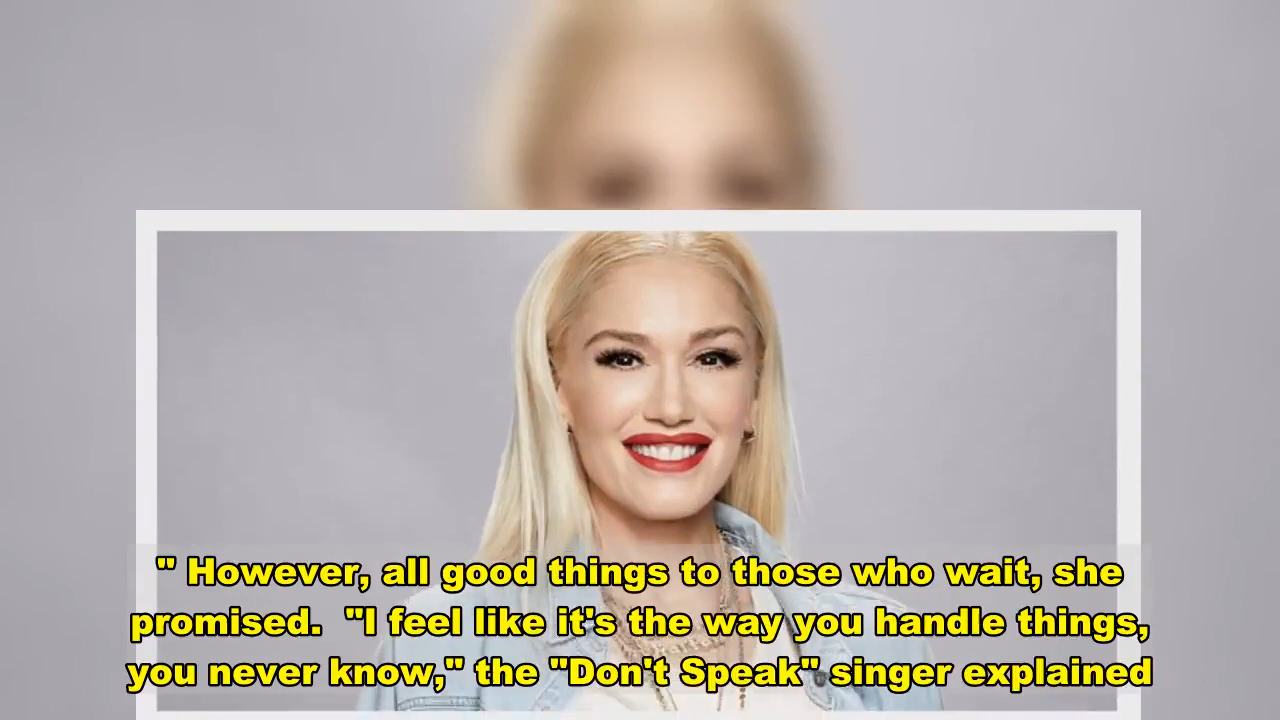 " However, all good things to those who wait, she
promised.  "I feel like it's the way you handle things,
you never know," the "Don't Speak" singer explained